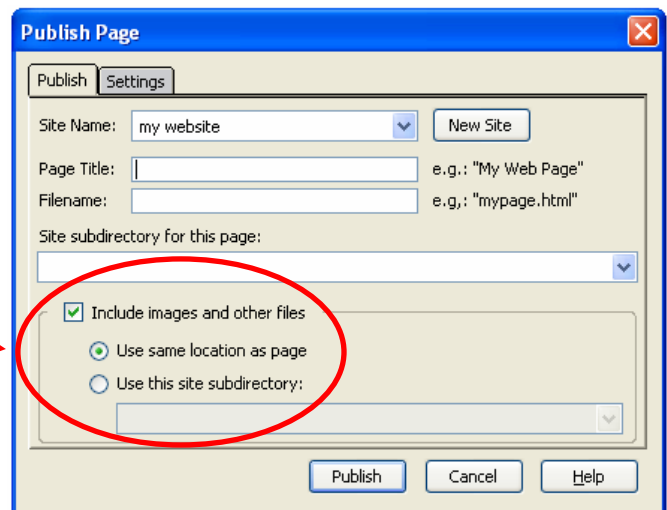 Publish Page
Publish Settings
Site Name: my website New Site
Page Title: e.g.: "My Web Page"
Filename: e.g,: "mypage.html"
Site subdirectory for this page:
Include images and other files
Use same location as page
Use this site subdirectory:
Publish Cancel Help